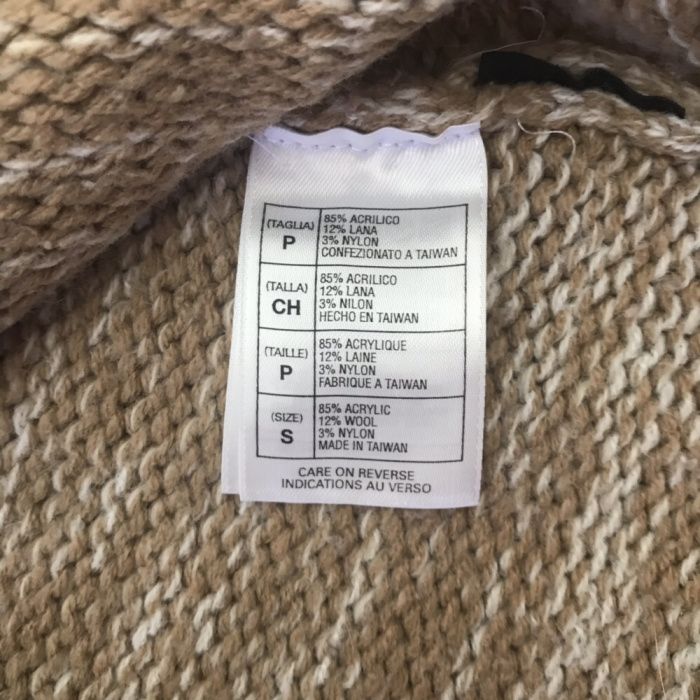 (TAGLIA)
P
85% ACRILICO
12% LANA
3% NYLON
CONFEZIONATO A TAIWAN
(TALLA)
CH
85% ACRILICO
12% LANA
3% NILON
HECHO EN TAIWAN
(TAILLE)
P
85% ACRYLIQUE
12% LAINE
3% NYLON
FABRIQUE A TAIWAN
(SIZE)
S
85% ACRYLIC
12% WOOL
3% NYLON
MADE IN TAIWAN
CARE ON REVERSE
INDICATIONS AU VERSO